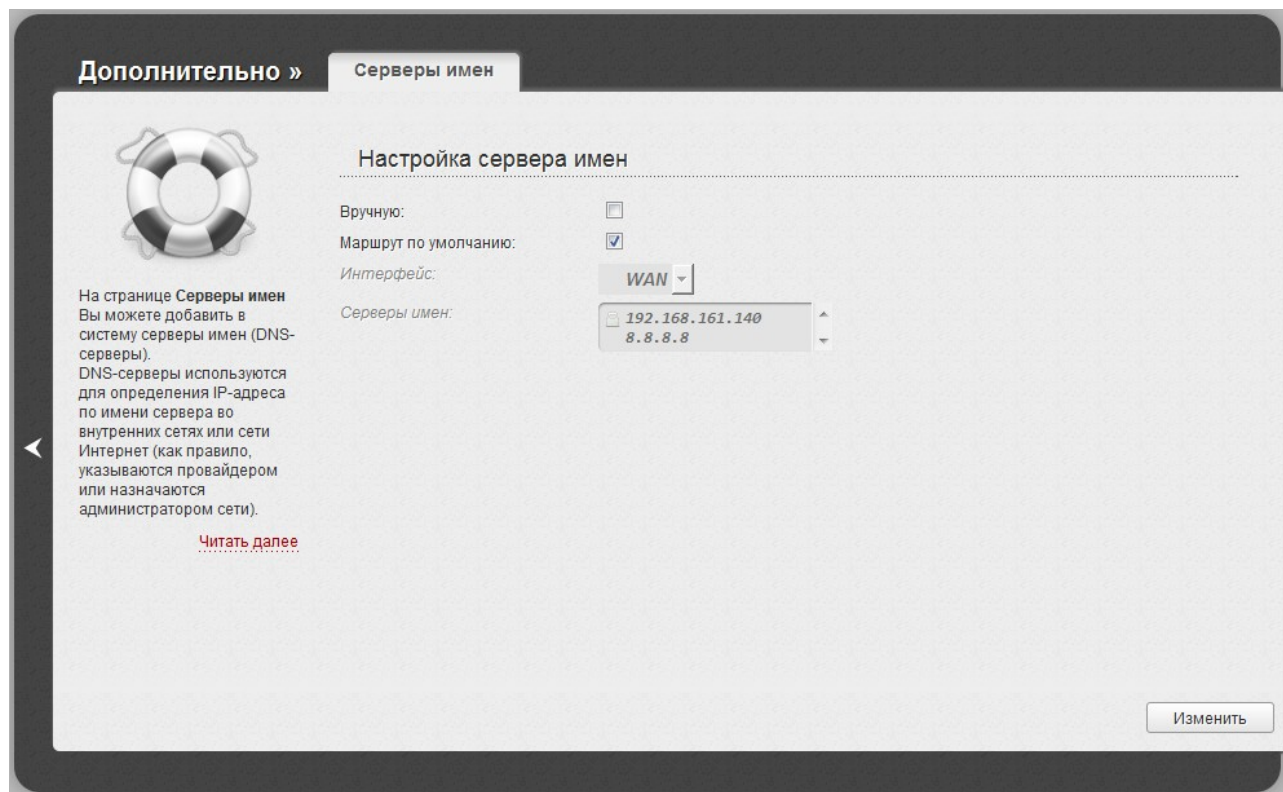 Дополнительно »
Серверы имен
На странице Серверы имен
Вы можете добавить в
систему серверы имен (DNS-
серверы).
DNS-серверы используются
для определения IP-адреса
по имени сервера во
внутренних сетях или сети
Интернет (как правило,
указываются провайдером
или назначаются
администратором сети).
Читать далее
Настройка сервера имен
Вручную:
Маршрут по умолчанию:
Интерфейс: WAN
Серверы имен: 192.168.161.140
8.8.8.8
Изменить